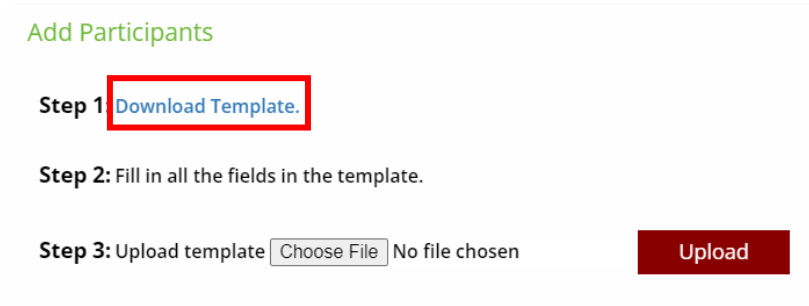 Add Participants
Step 1: Download Template.
Step 2: Fill in all the fields in the template.
Step 3: Upload template Choose File No file chosen Upload